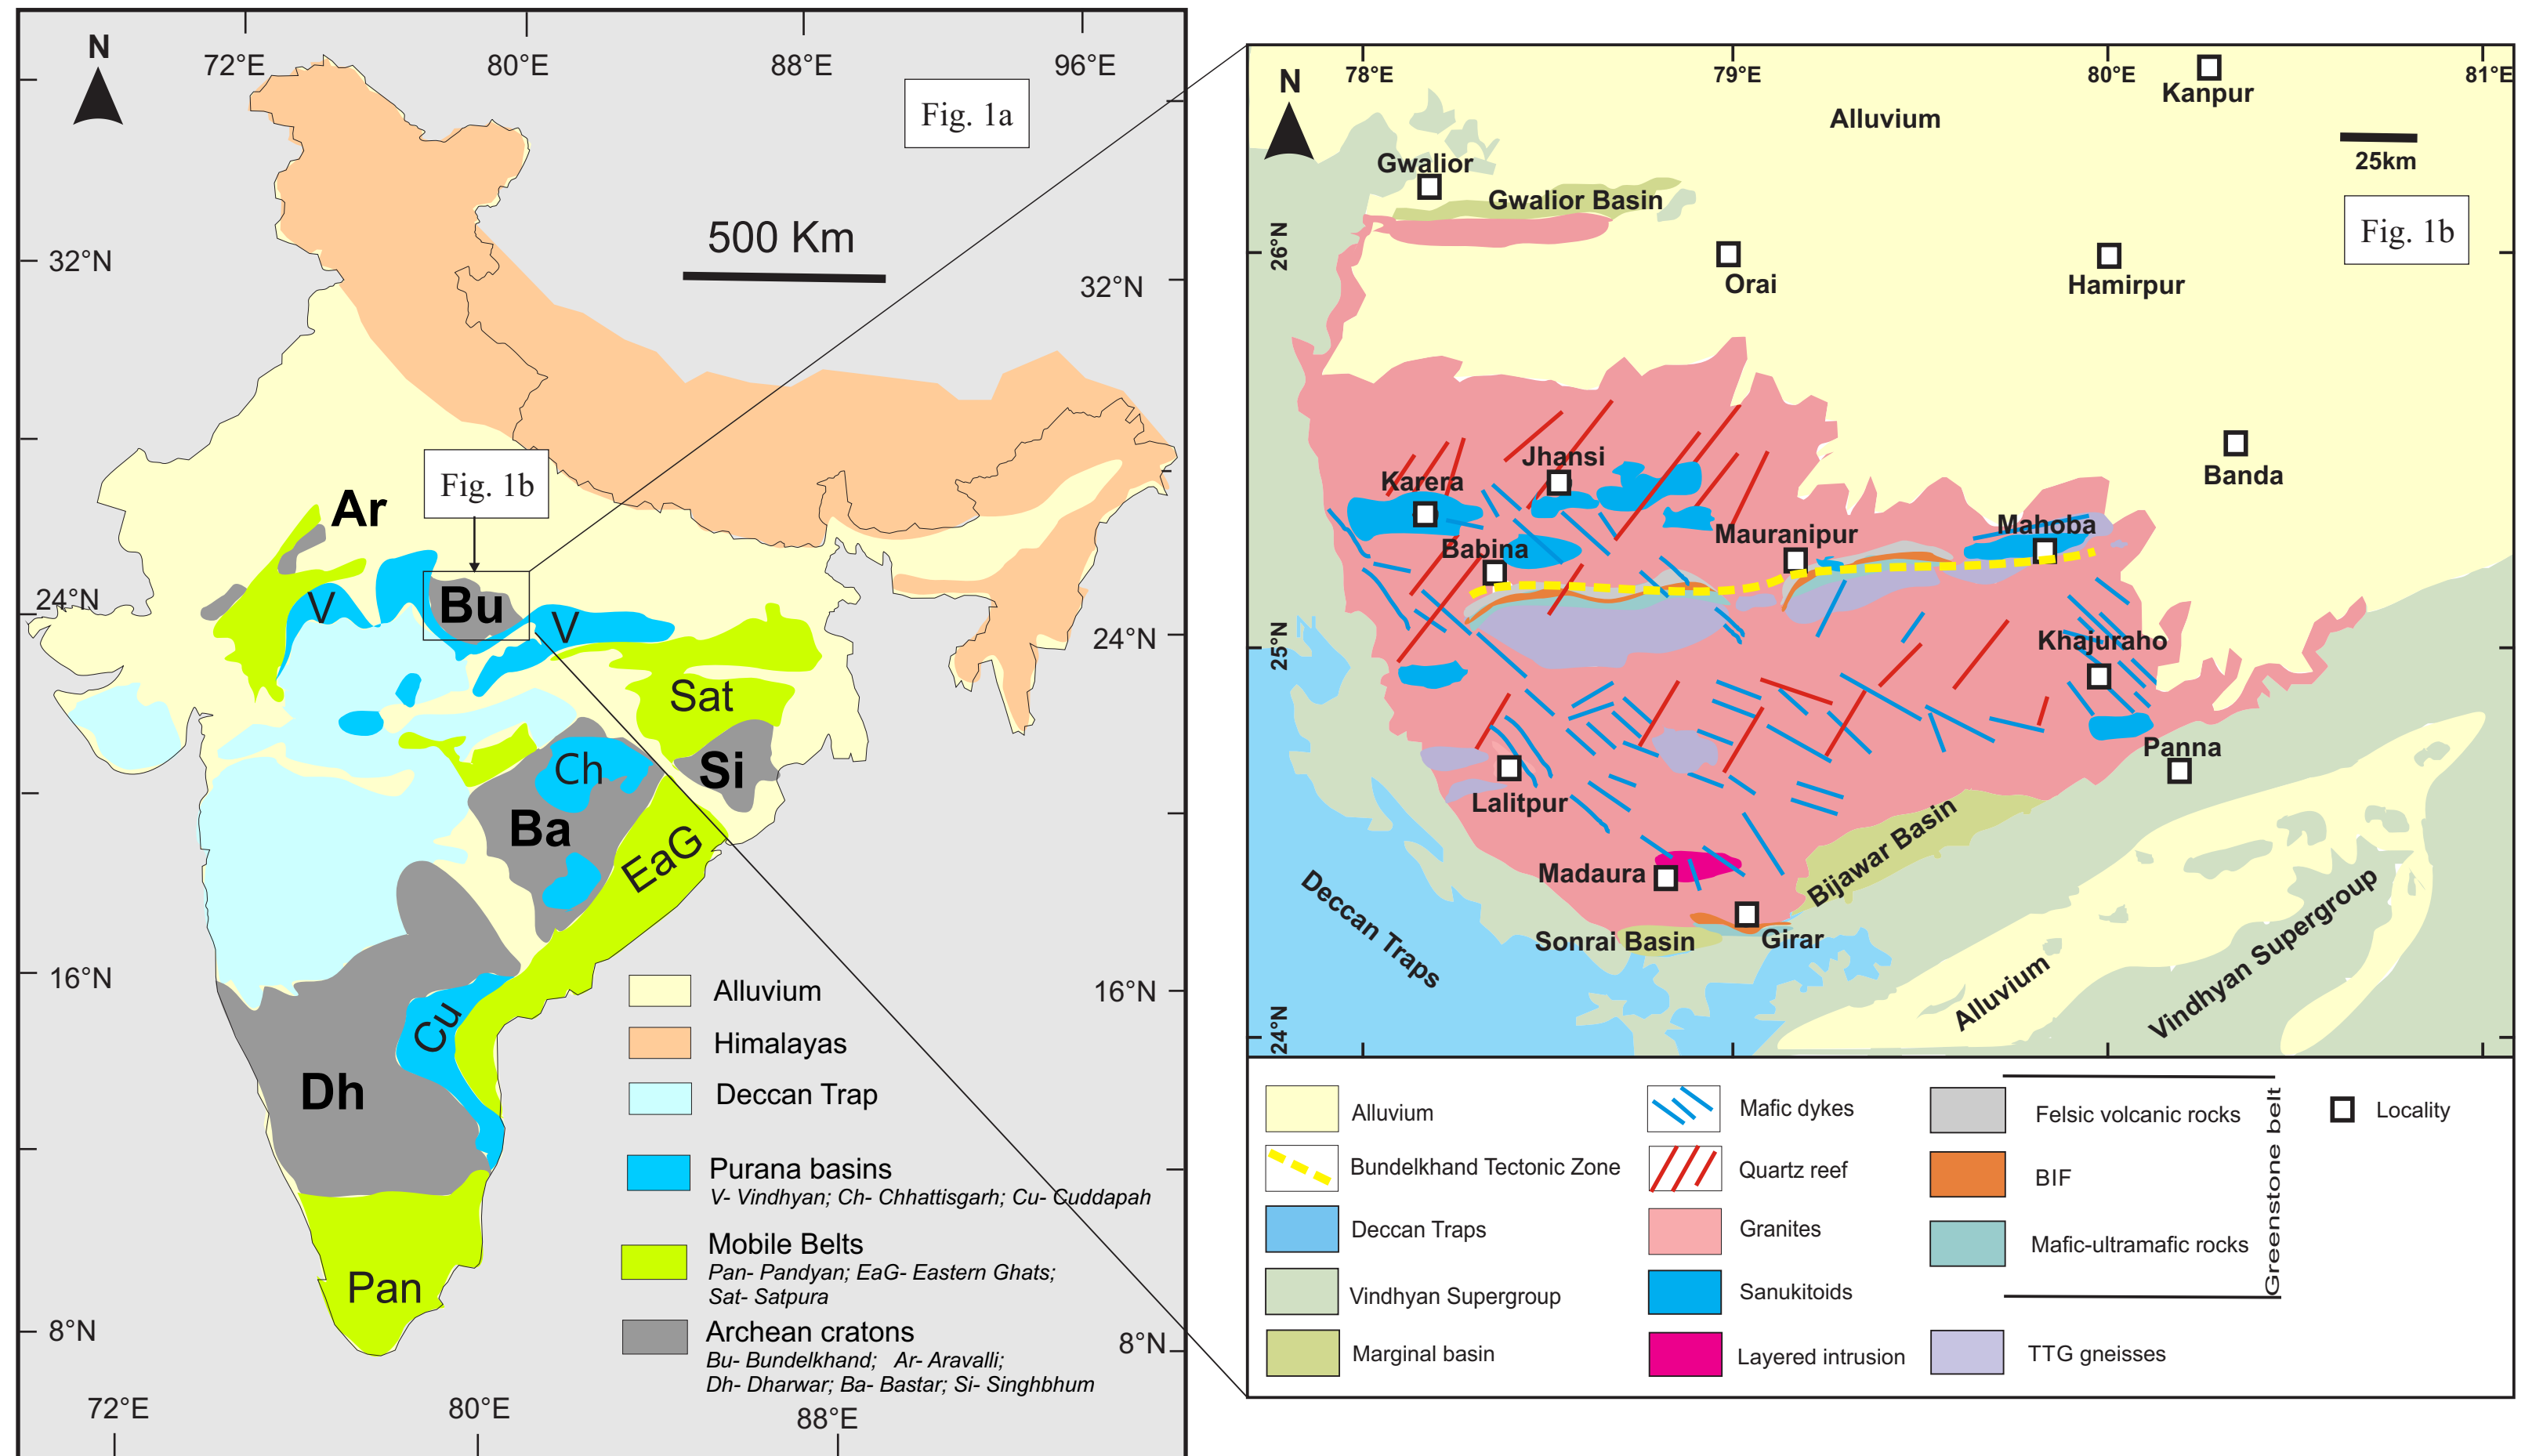 N
72°E
80°E
88°E
96°E
Fig. 1a
500 Km
32°N
32°N
Ar
Fig. 1b
24°N
V
Bu
V
24°N
Sat
Si
Ch
Ba
EaG
16°N
16°N
Cu
Dh
Pan
8°N
8°N
72°E
80°E
88°E
Alluvium
Himalayas
Deccan Trap
Purana basins
V- Vindhyan; Ch- Chhattisgarh; Cu- Cuddapah
Mobile Belts
Pan- Pandyan; EaG- Eastern Ghats;
Sat- Satpura
Archean cratons
Bu- Bundelkhand; Ar- Aravalli;
Dh- Dharwar; Ba- Bastar; Si- Singhbhum
N
78°E
79°E
80°E
81°E
Kanpur
Alluvium
25km
Fig. 1b
Gwalior
Gwalior Basin
26°N
Orai
Hamirpur
Jhansi
Karera
Banda
Mauranipur
Mahoba
Babina
25°N
Khajuraho
Panna
Lalitpur
Madaura
Bijawar Basin
Deccan Traps
Sonrai Basin
Girar
Alluvium
Vindhyan Supergroup
24°N
Alluvium
Bundelkhand Tectonic Zone
Deccan Traps
Vindhyan Supergroup
Marginal basin
Mafic dykes
Quartz reef
Granites
Sanukitoids
Layered intrusion
Felsic volcanic rocks
BIF
Mafic-ultramafic rocks
Greenstone belt
TTG gneisses
Locality